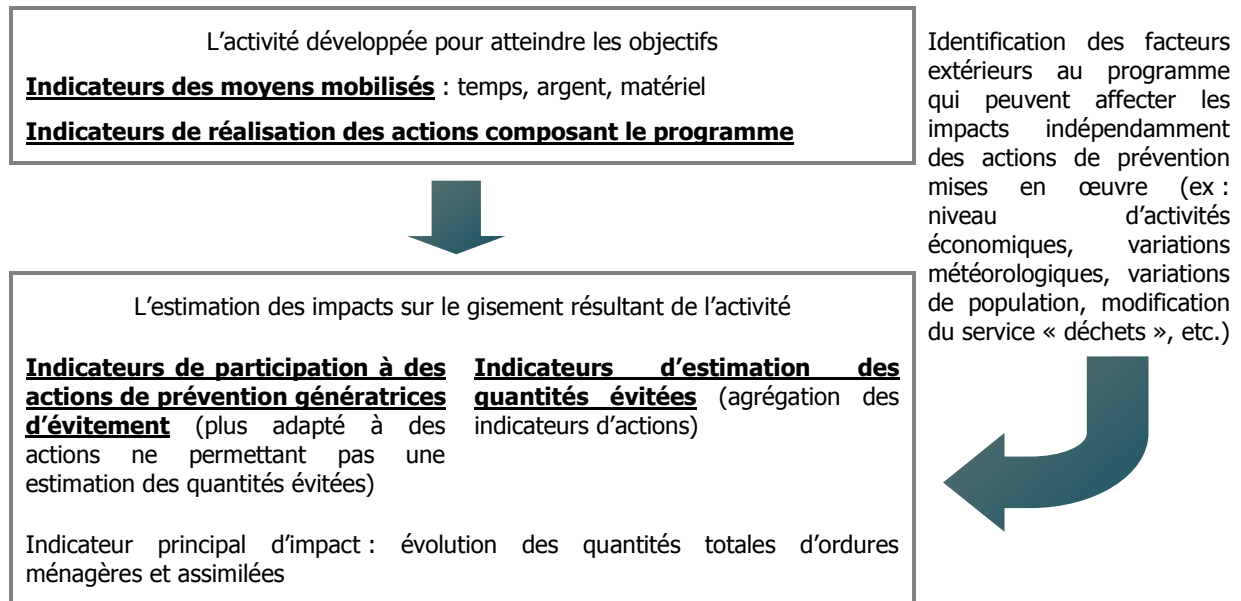 L’activité développée pour atteindre les objectifs
Indicateurs des moyens mobilisés : temps, argent, matériel
Indicateurs de réalisation des actions composant le programme
Identification des facteurs
extérieurs au programme
qui peuvent affecter les
impacts indépendamment
des actions de prévention
mises en œuvre (ex :
niveau d’activités
économiques, variations
météorologiques, variations
de population, modification
du service « déchets », etc.)
L’estimation des impacts sur le gisement résultant de l’activité
Indicateurs de participation à des
actions de prévention génératrices
d’évitement (plus adapté à des
actions ne permettant pas une
estimation des quantités évitées)
Indicateurs d’estimation des
quantités évitées (agrégation des
indicateurs d’actions)
Indicateur principal d’impact : évolution des quantités totales d’ordures
ménagères et assimilées